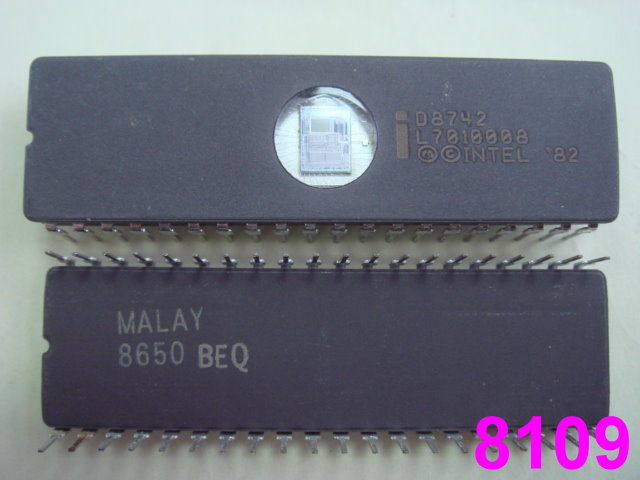 D8742
L7010008
ⓜ©INTEL '82
MALAY
8650 BEQ
8109